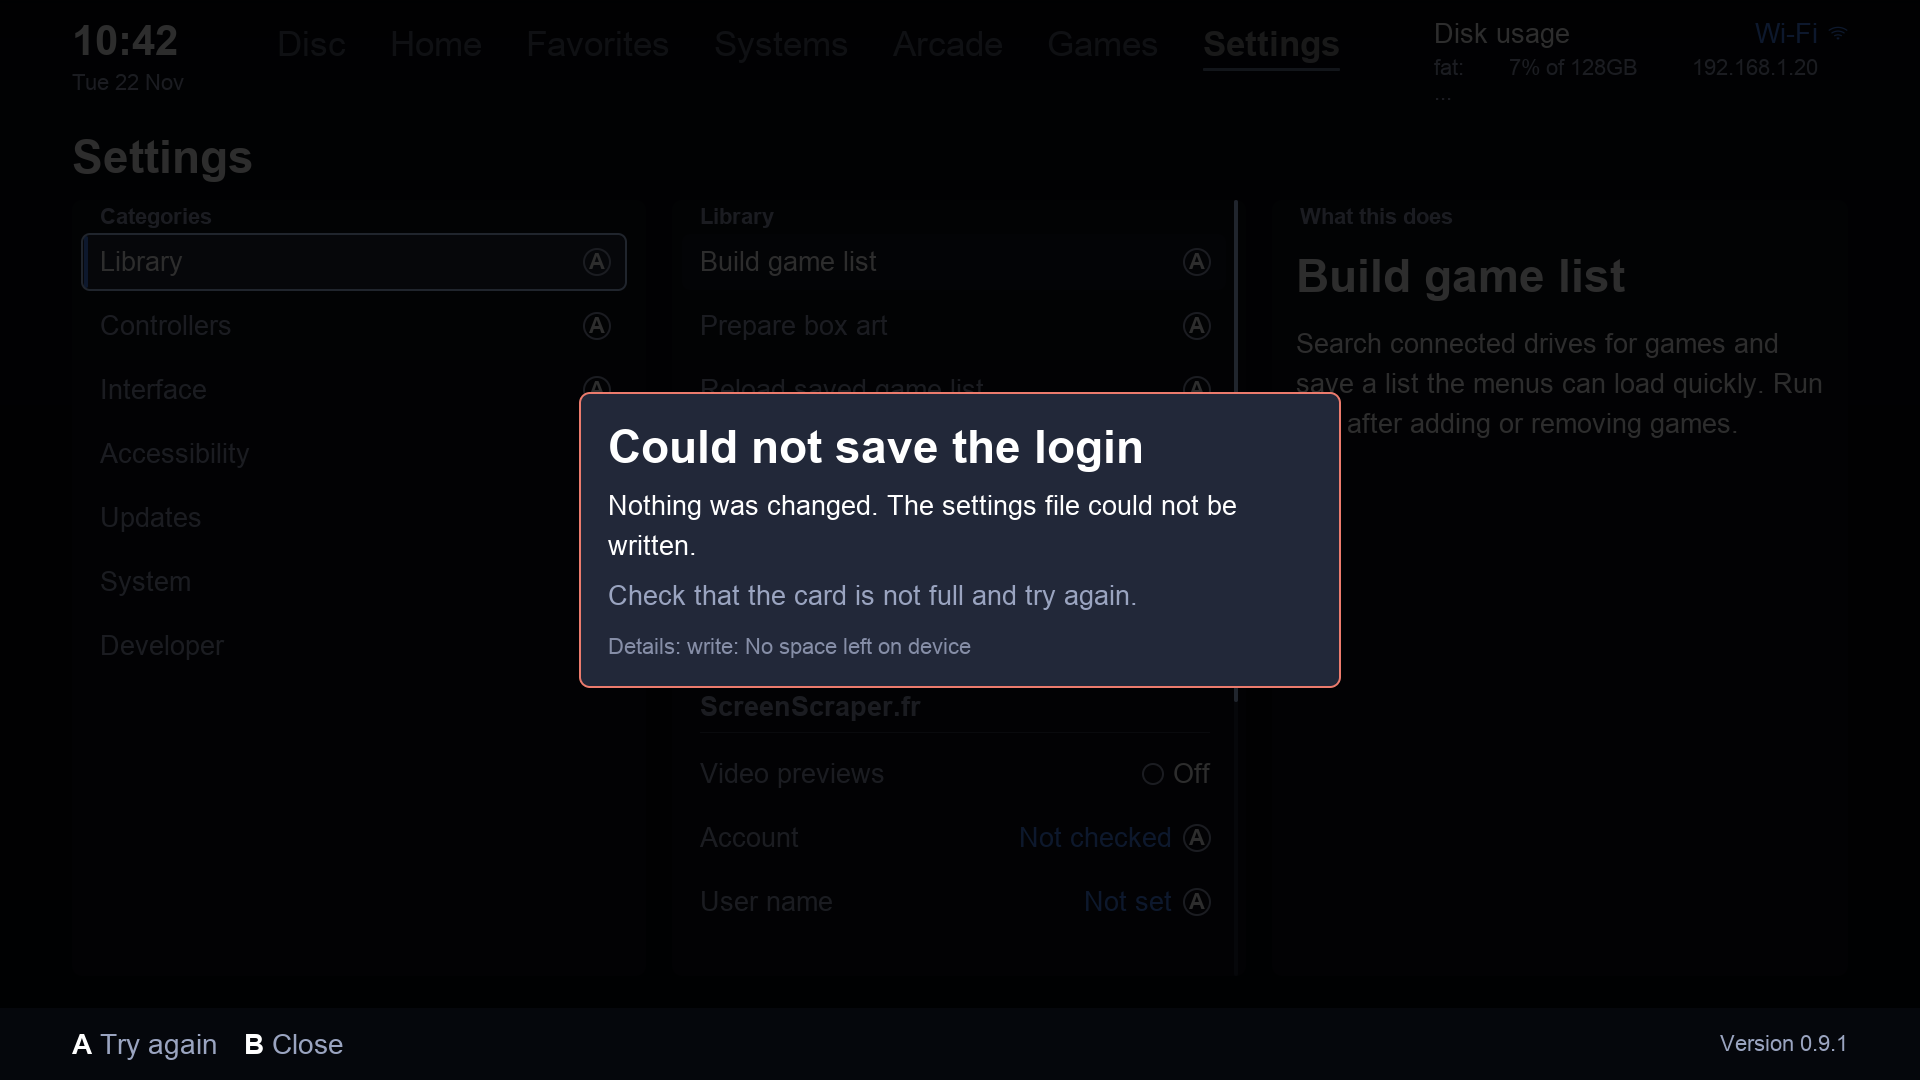 10:42
Tue 22 Nov
Disc Home Favorites Systems Arcade Games Settings
Disk usage
fat: 7% of 128GB
...
Wi-Fi
192.168.1.20
Settings
Categories
Library A
Controllers A
Interface A
Accessibility
Updates
System
Developer
Library
Build game list A
Prepare box art A
Reload saved game list A
ScreenScraper.fr
Video previews Off
Account Not checked A
User name Not set A
What this does
Build game list
Search connected drives for games and
save a list the menus can load quickly. Run
after adding or removing games.
Could not save the login
Nothing was changed. The settings file could not be
written.
Check that the card is not full and try again.
Details: write: No space left on device
A Try again B Close
Version 0.9.1